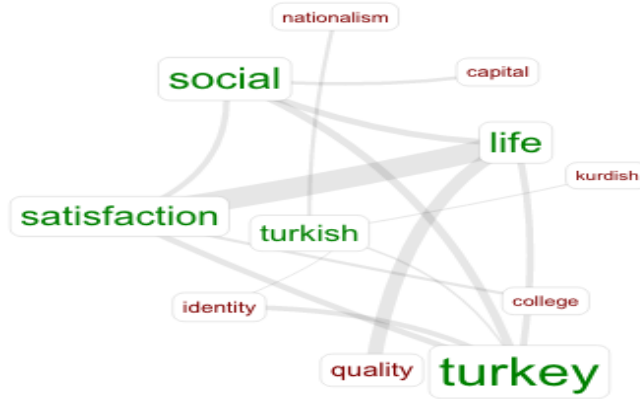 nationalism
social
capital
life
kurdish
satisfaction
turkish
identity
college
quality
turkey